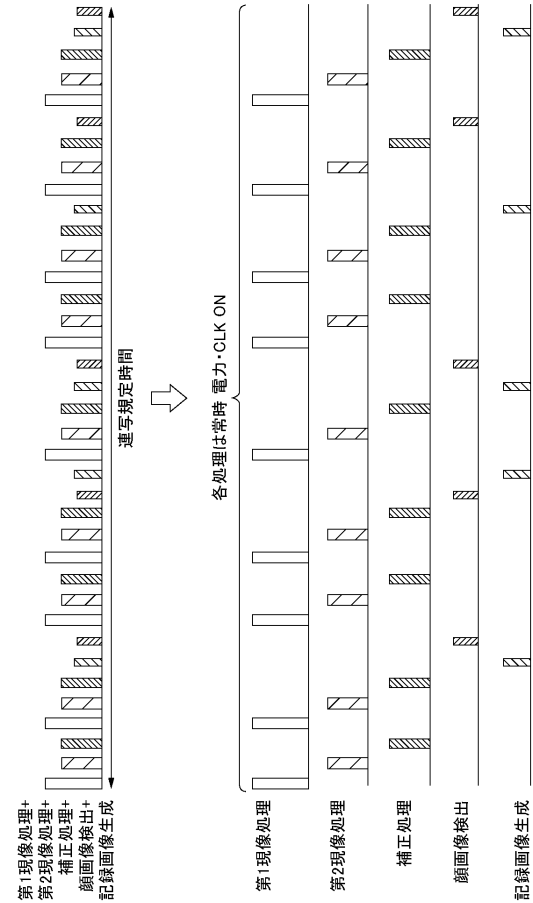 第1現像処理+
第2現像処理+
補正処理+
顔画像検出+
記録画像生成
連写規定時間
各処理は常時 電力・CLK ON
第1現像処理
第2現像処理
補正処理
顔画像検出
記録画像生成